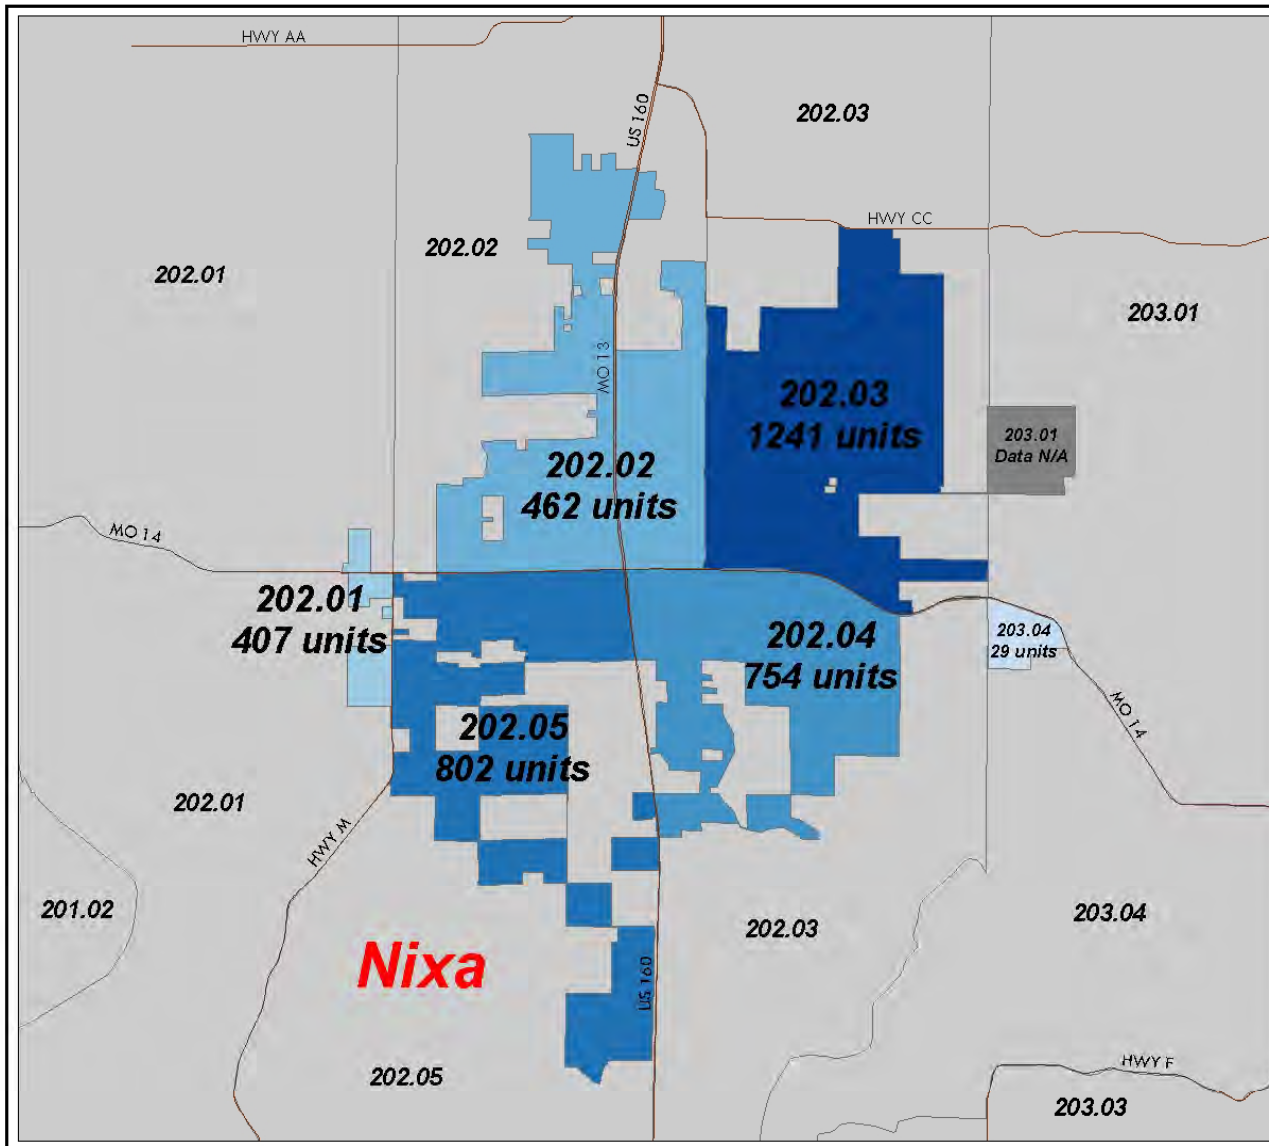 HWY AA
US 160
202.03
HWY CC
202.02
202.01
203.01
MO 13
202.03
1241 units
203.01
Data N/A
202.02
462 units
MO 14
202.01
407 units
202.04
754 units
203.04
29 units
MO 14
202.05
802 units
202.01
HWY M
201.02
203.04
202.03
Nixa
US 160
HWY F
202.05
203.03